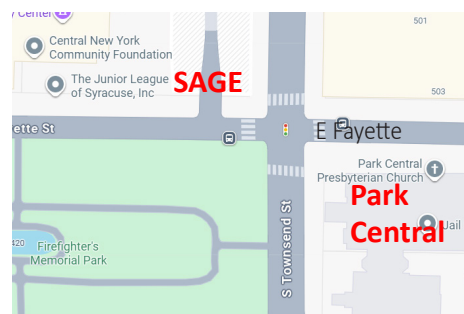 y Center
501
Central New York
Community Foundation
The Junior League
of Syracuse, Inc
SAGE
503
ette St
E Fayette
Park Central
Presbyterian Church
Park
Central
Jail
S Townsend St
420
Firefighter's
Memorial Park